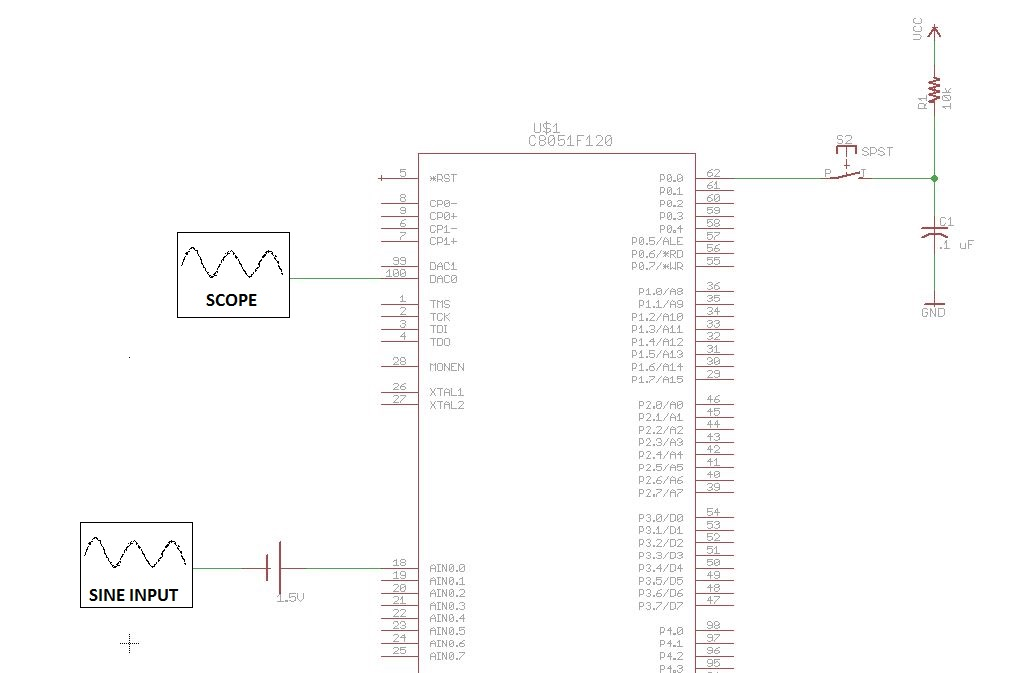 VCC
R1
10k
U$1
C8051F120
S2
SPST
P
T
C1
.1 uF
GND
SCOPE
SINE INPUT
1.5V
5 *RST
8 CP0-
9 CP0+
6 CP1-
7 CP1+
99 DAC1
100 DAC0
1 TMS
2 TCK
3 TDI
4 TDO
28 MONEN
26 XTAL1
27 XTAL2
18 AIN0.0
19 AIN0.1
20 AIN0.2
21 AIN0.3
22 AIN0.4
23 AIN0.5
24 AIN0.6
25 AIN0.7
P0.0 62
P0.1 61
P0.2 60
P0.3 59
P0.4 58
P0.5/ALE 57
P0.6/*RD 56
P0.7/*WR 55
P1.0/A8 36
P1.1/A9 35
P1.2/A10 34
P1.3/A11 33
P1.4/A12 32
P1.5/A13 31
P1.6/A14 30
P1.7/A15 29
P2.0/A0 46
P2.1/A1 45
P2.2/A2 44
P2.3/A3 43
P2.4/A4 42
P2.5/A5 41
P2.6/A6 40
P2.7/A7 39
P3.0/D0 54
P3.1/D1 53
P3.2/D2 52
P3.3/D3 51
P3.4/D4 50
P3.5/D5 49
P3.6/D6 48
P3.7/D7 47
P4.0 98
P4.1 97
P4.2 96
P4.3 95